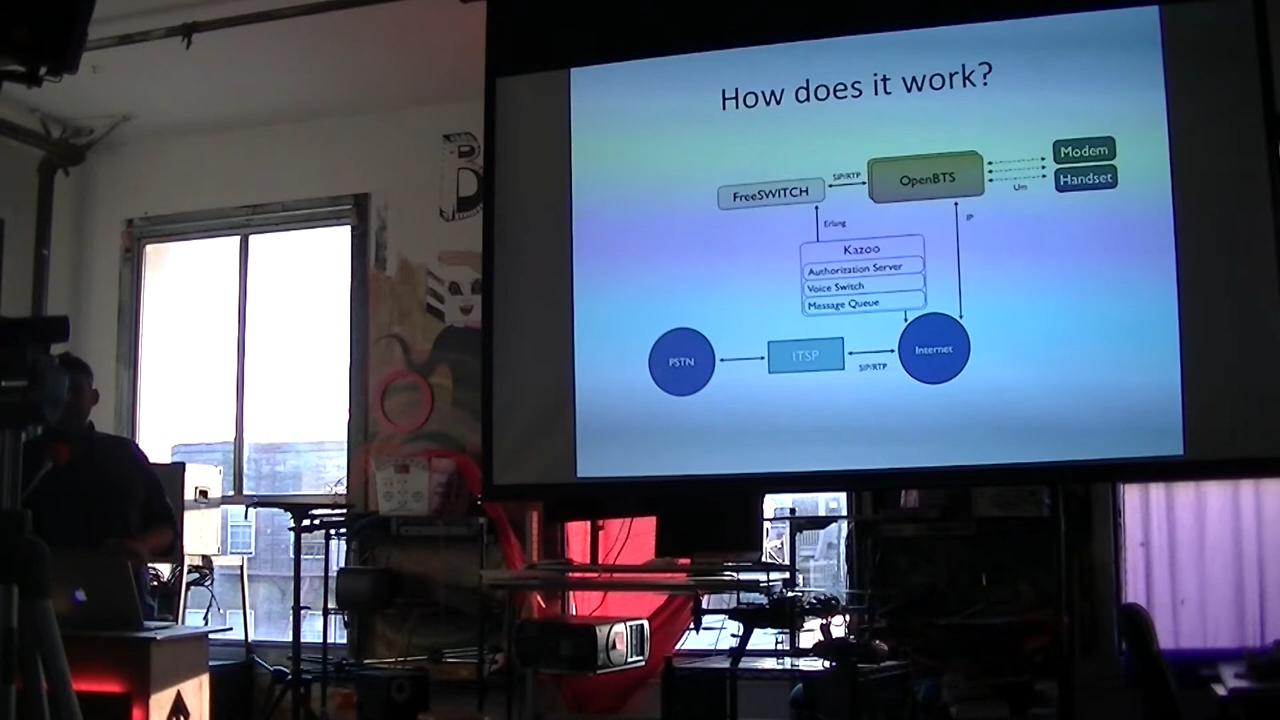 How does it work?
Modem
SIP/RTP
OpenBTS
FreeSWITCH
Handset
Um
Erlang
IP
Kazoo
Authorization Server
Voice Switch
Message Queue
PSTN
ITSP
Internet
SIP/RTP
B